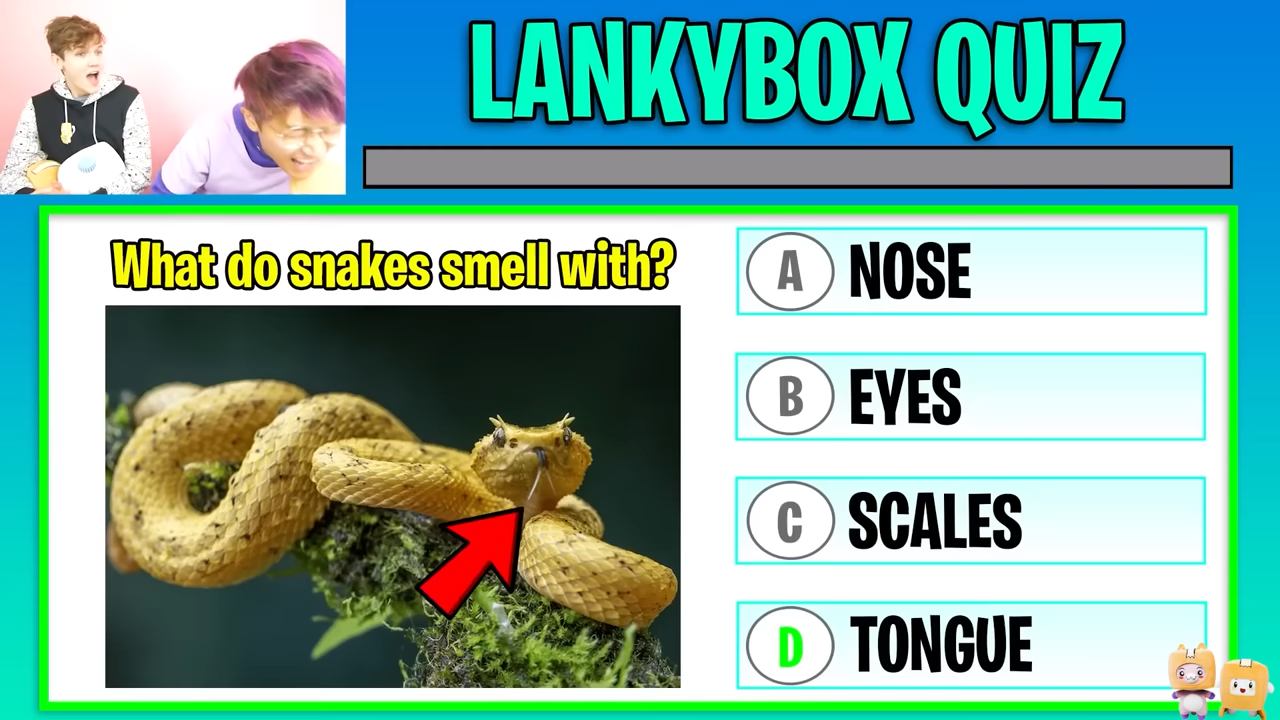 LANKYBOX QUIZ
What do snakes smell with?
A NOSE
B EYES
C SCALES
D TONGUE